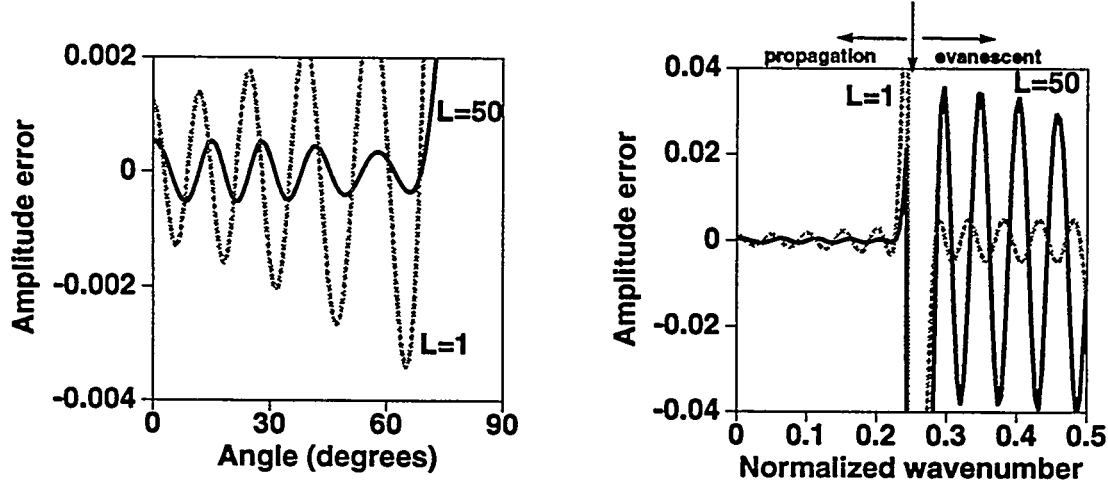 0.002
0
-0.002
-0.004
Amplitude error
L=50
L=1
0
30
60
90
Angle (degrees)
propagation
evanescent
0.04
0.02
0
-0.02
-0.04
Amplitude error
L=1
L=50
0
0.1
0.2
0.3
0.4
0.5
Normalized wavenumber